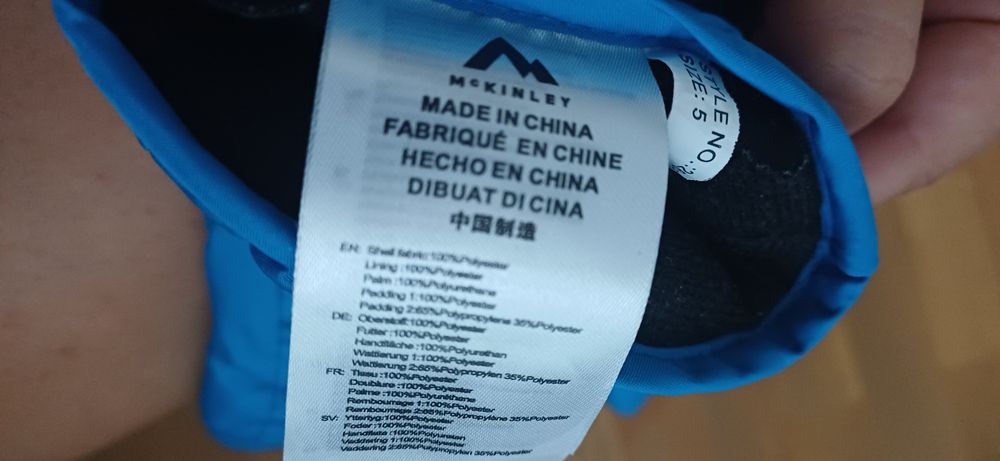 McKINLEY
MADE IN CHINA
FABRIQUÉ EN CHINE
HECHO EN CHINA
DIBUAT DI CINA
中国制造
EN: Shell fabric:100%Polyester
Lining :100%Polyester
Palm :100%Polyurethane
Padding 1:100%Polyester
Padding 2:65%Polypropylene 35%Polyester
DE: Oberstoff:100%Polyester
Futter :100%Polyester
Handfläche :100%Polyurethan
Wattierung 1:100%Polyester
Wattierung 2:65%Polypropylen 35%Polyester
FR: Tissu :100%Polyester
Doublure :100%Polyester
Palme :100%Polyuréthane
Rembourrage 1:100%Polyester
Rembourrage 2:65%Polypropylène 35%Polyester
SV: Yttertyg:100%Polyester
Foder :100%Polyester
Handflata :100%Polyuretan
Vaddering 1:100%Polyester
Vaddering 2:65%Polypropylen 35%Polyester
STYLE NO.:
SIZE: 5